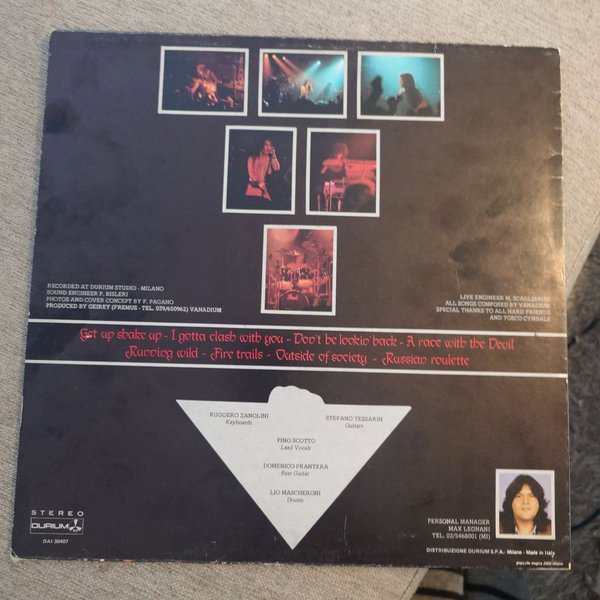 RECORDED AT DURIUM STUDIO - MILANO
SOUND ENGINEER P. BISLERI
PHOTOS AND COVER CONCEPT BY F. PAGANO
PRODUCED BY GEIREY (FREMUS - TEL. 039/650962) VANADIUM
LIVE ENGINEER M. SCAGLIARINI
ALL SONGS COMPOSED BY VANADIUM
SPECIAL THANKS TO ALL HARD FRIENDS
AND TOSCO CYMBALS
Get up shake up - I gotta clash with you - Don't be lookin' back - A race with the Devil
Running wild - Fire trails - Outside of society - Russian roulette
RUGGERO ZANOLINI
Keyboards
STEFANO TESSARIN
Guitars
PINO SCOTTO
Lead Vocals
DOMENICO PRANTERA
Bass Guitar
LIO MASCHERONI
Drums
STEREO
DURIUM
DAI 30407
PERSONAL MANAGER
MAX LEGNANI
TEL. 02/5468001 (MI)
DISTRIBUZIONE DURIUM S.P.A. - Milano - Made in Italy